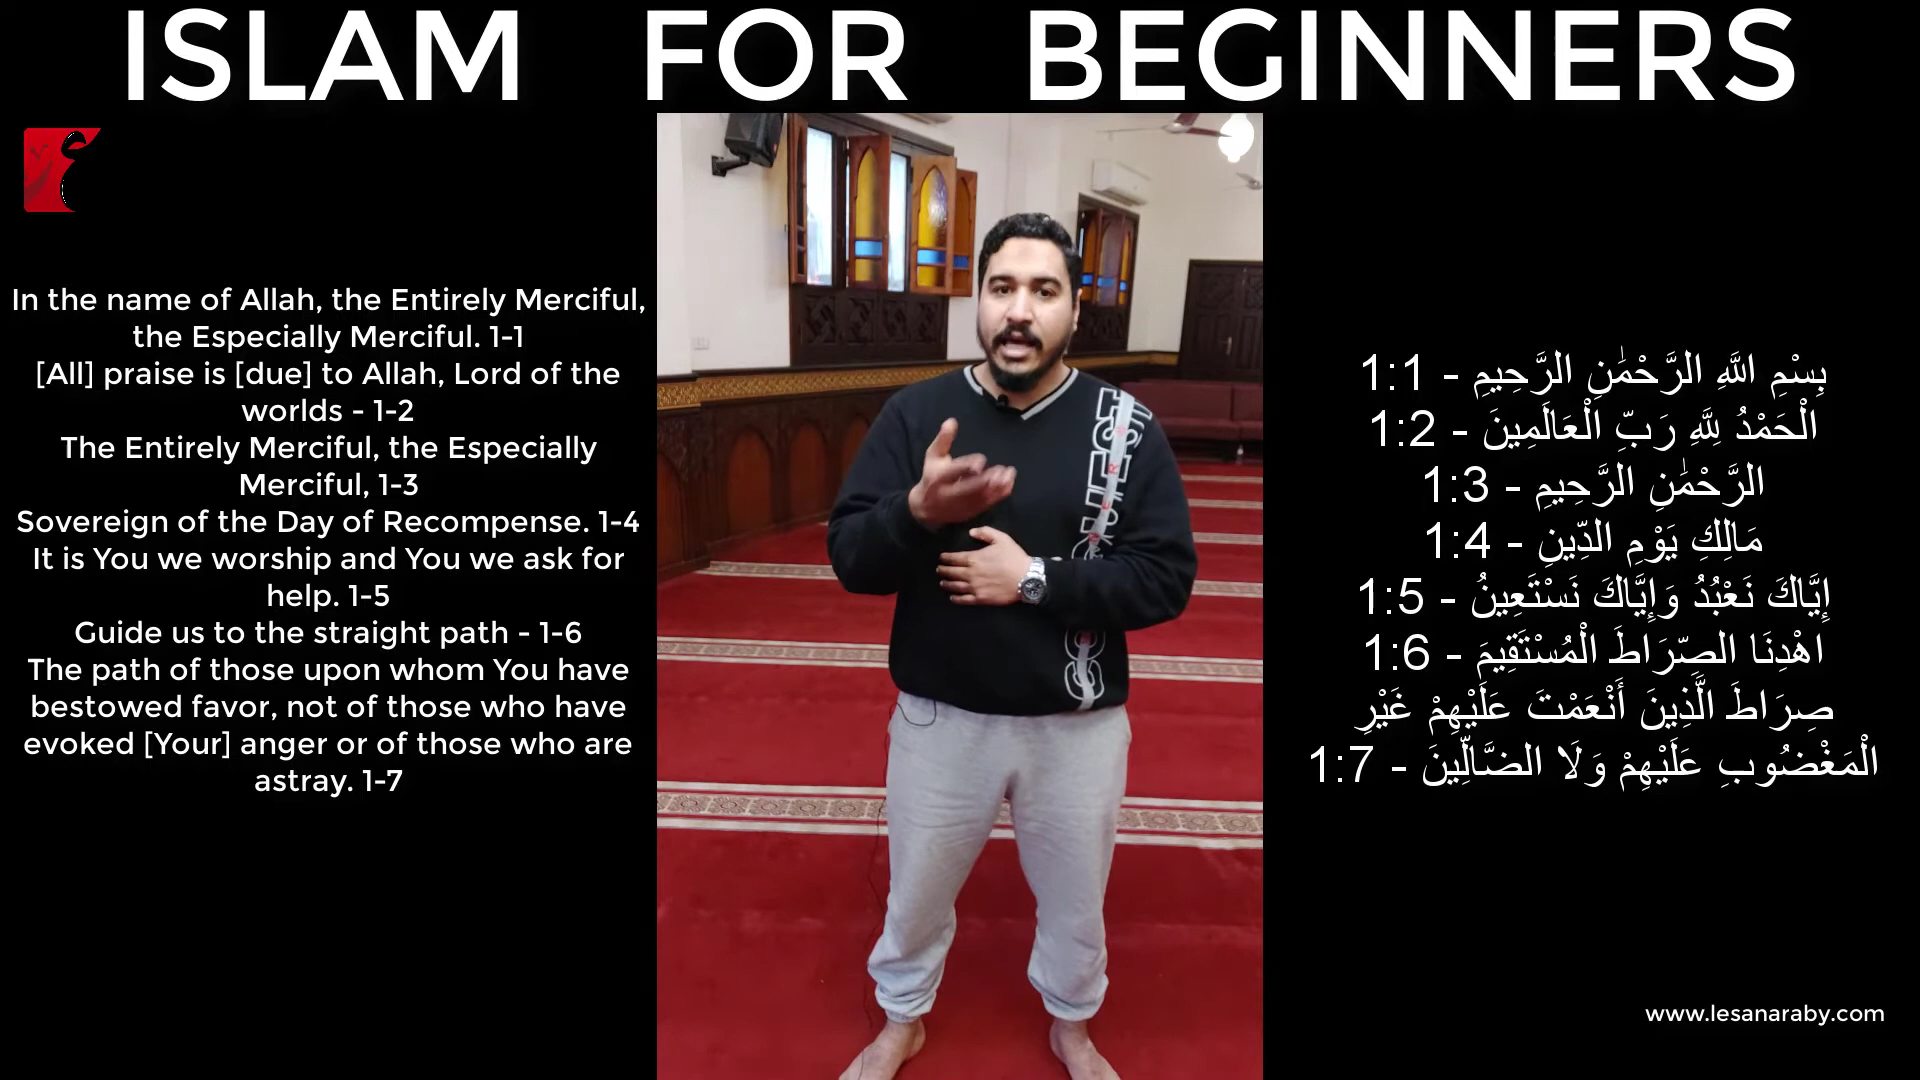 ISLAM FOR BEGINNERS
In the name of Allah, the Entirely Merciful,
the Especially Merciful. 1-1
[All] praise is [due] to Allah, Lord of the
worlds - 1-2
The Entirely Merciful, the Especially
Merciful, 1-3
Sovereign of the Day of Recompense. 1-4
It is You we worship and You we ask for
help. 1-5
Guide us to the straight path - 1-6
The path of those upon whom You have
bestowed favor, not of those who have
evoked [Your] anger or of those who are
astray. 1-7
بِسْمِ اللَّهِ الرَّحْمَٰنِ الرَّحِيمِ - 1:1
الْحَمْدُ لِلَّهِ رَبِّ الْعَالَمِينَ - 1:2
الرَّحْمَٰنِ الرَّحِيمِ - 1:3
مَالِكِ يَوْمِ الدِّينِ - 1:4
إِيَّاكَ نَعْبُدُ وَإِيَّاكَ نَسْتَعِينُ - 1:5
اهْدِنَا الصِّرَاطَ الْمُسْتَقِيمَ - 1:6
صِرَاطَ الَّذِينَ أَنْعَمْتَ عَلَيْهِمْ غَيْرِ
الْمَغْضُوبِ عَلَيْهِمْ وَلَا الضَّالِّينَ - 1:7
www.lesanaraby.com